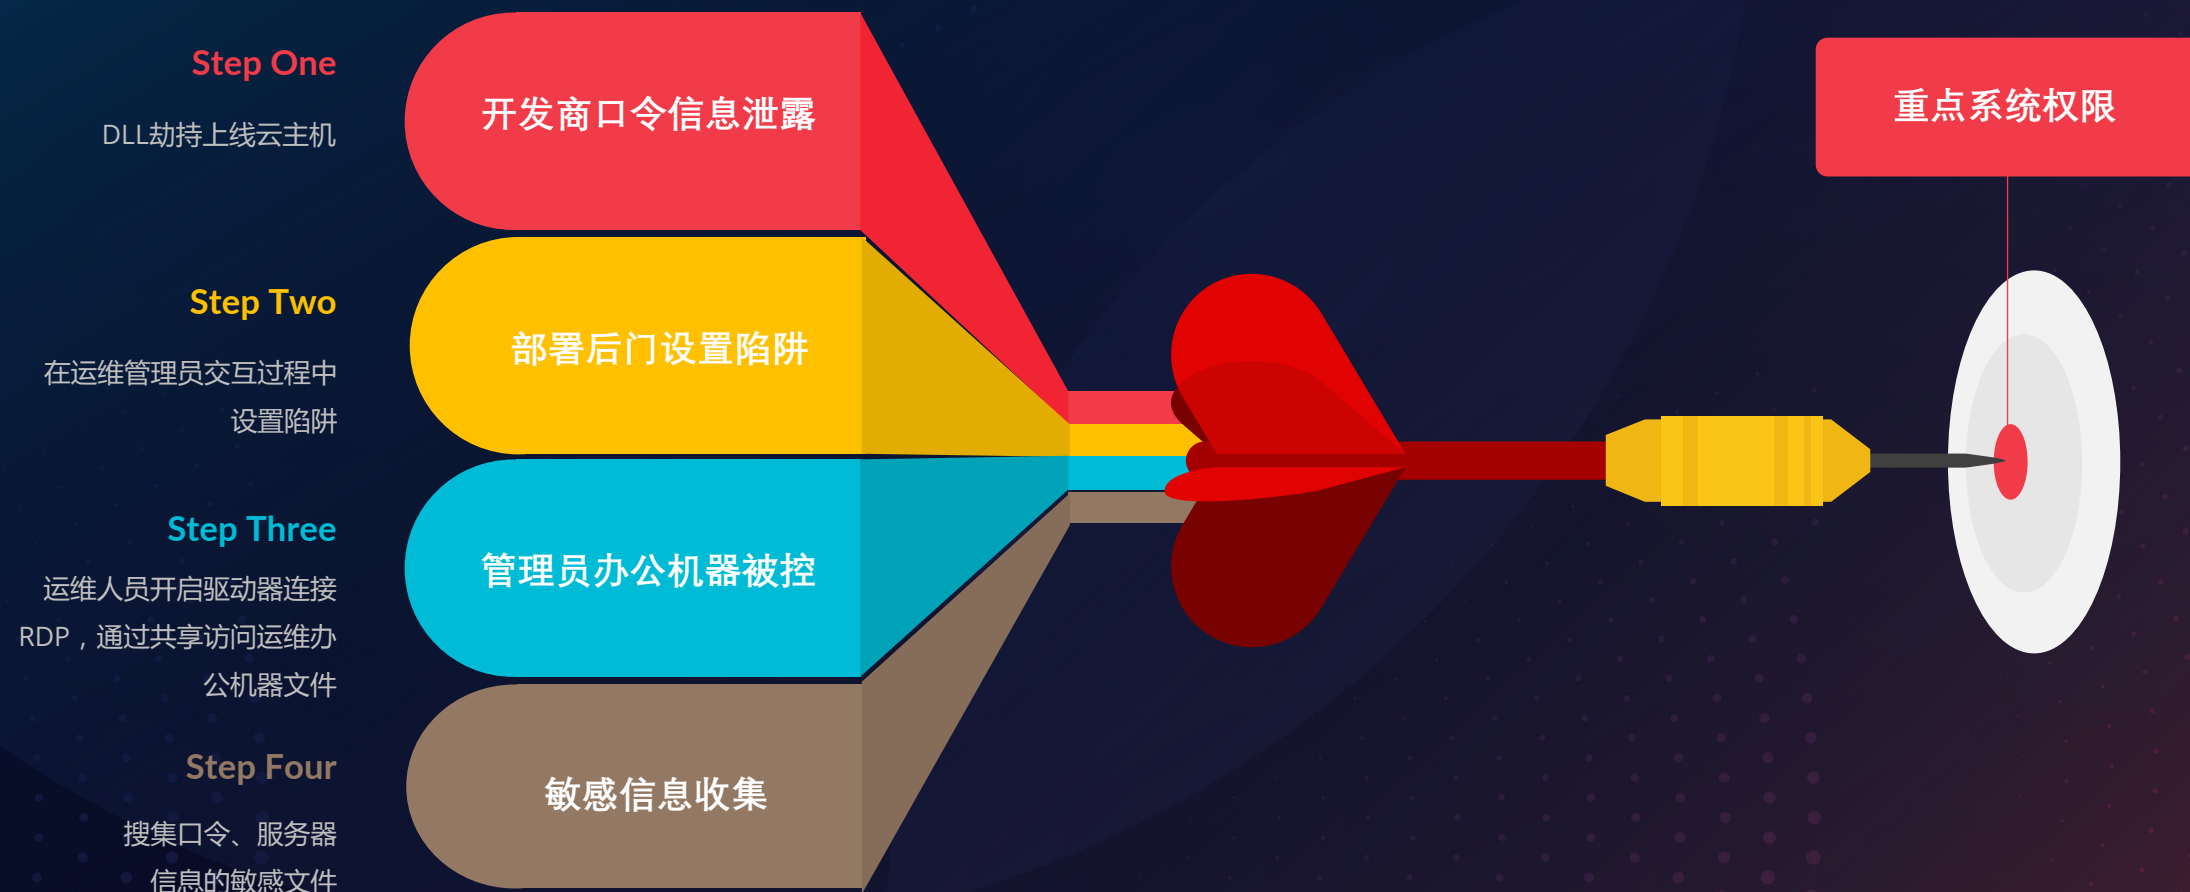 Step One
DLL劫持上线云主机
开发商口令信息泄露
重点系统权限
Step Two
在运维管理员交互过程中
设置陷阱
部署后门设置陷阱
Step Three
运维人员开启驱动器连接
RDP，通过共享访问运维办
公机器文件
管理员办公机器被控
Step Four
搜集口令、服务器
信息的敏感文件
敏感信息收集